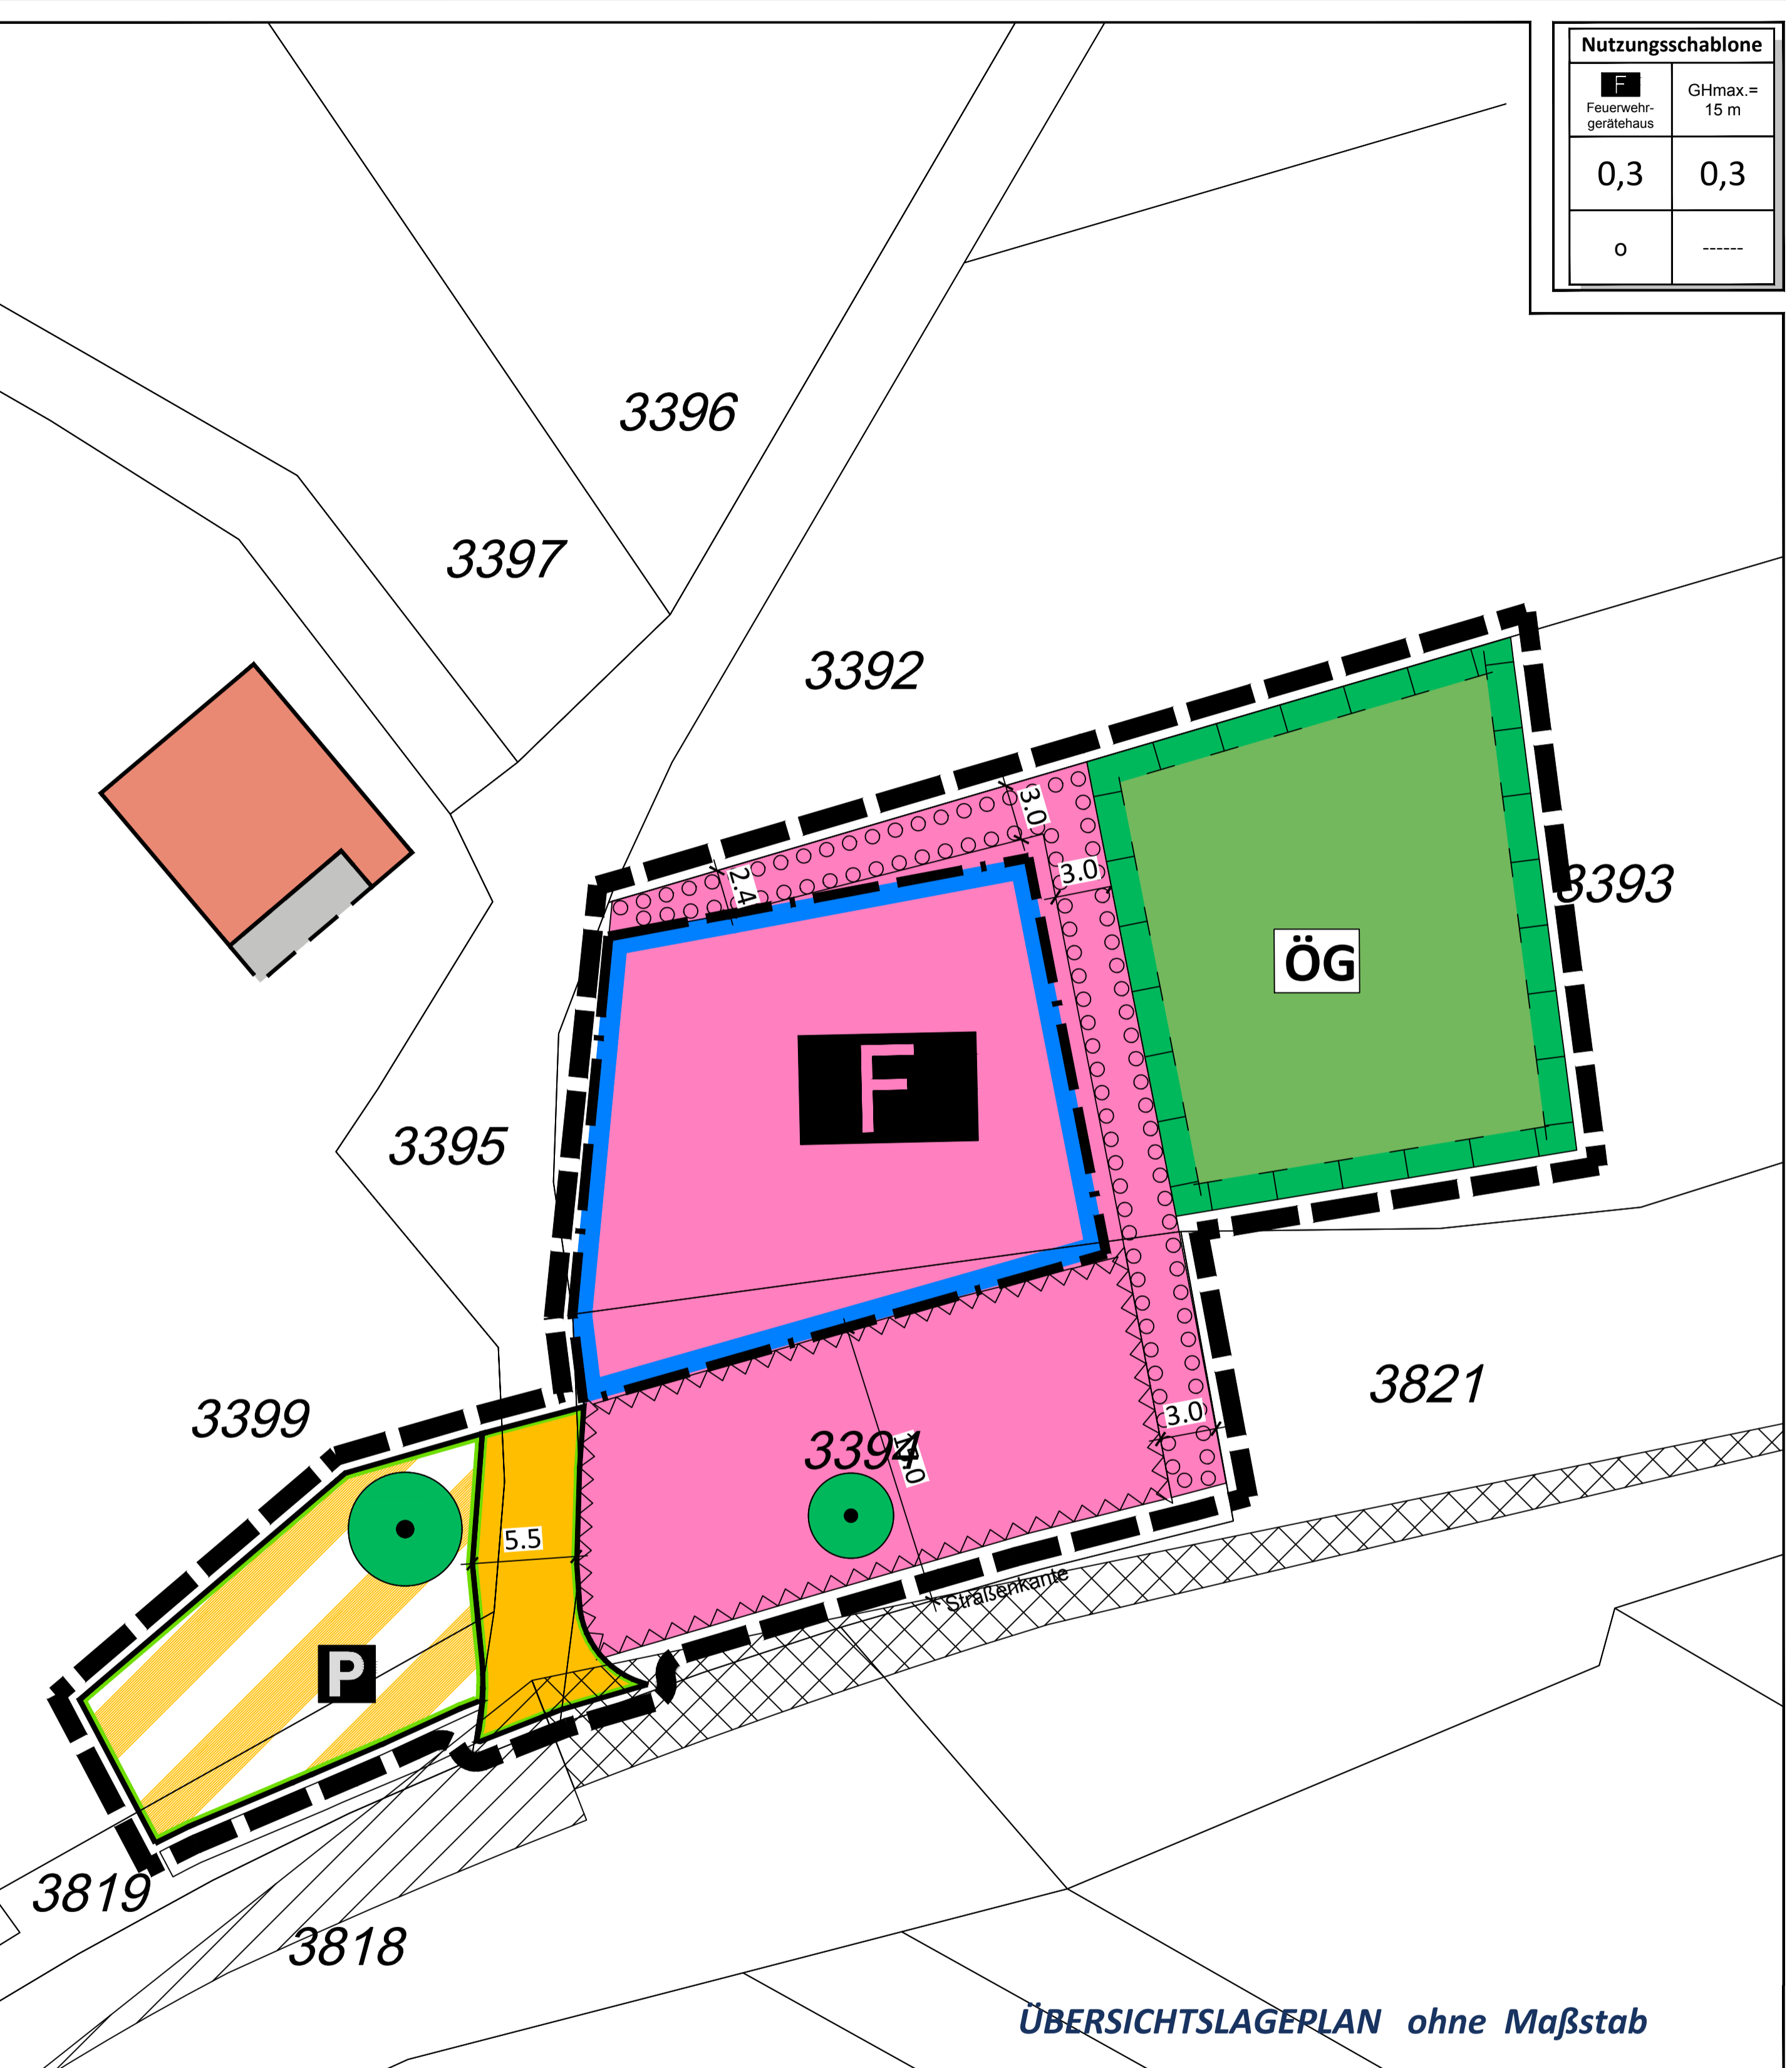 Nutzungsschablone
F
GHmax.=
15 m
Feuerwehr-
gerätehaus
0,3
0,3
o
------
3396
3397
3392
3.0
2.4
3.0
3393
ÖG
F
3395
3821
3399
3.0
3394
5.5
Straßenkante
P
3819
3818
ÜBERSICHTSLAGEPLAN ohne Maßstab